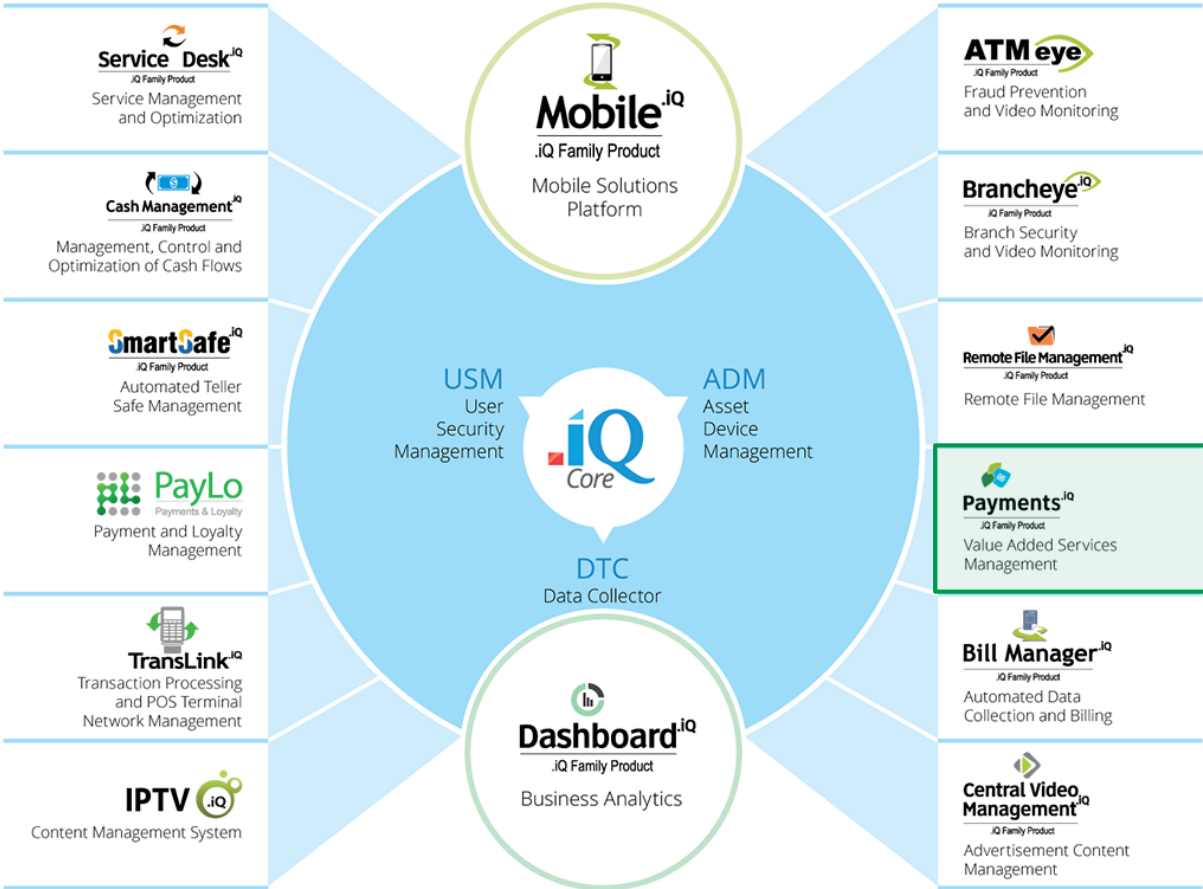 Service Desk.iQ
.iQ Family Product
Service Management
and Optimization
Cash Management.iQ
.iQ Family Product
Management, Control and
Optimization of Cash Flows
SmartSafe.iQ
.iQ Family Product
Automated Teller
Safe Management
PayLo
Payments & Loyalty
Payment and Loyalty
Management
TransLink.iQ
Transaction Processing
and POS Terminal
Network Management
IPTV .iQ
Content Management System
Mobile.iQ
.iQ Family Product
Mobile Solutions
Platform
USM
User
Security
Management
.iQ
Core
ADM
Asset
Device
Management
DTC
Data Collector
Dashboard.iQ
.iQ Family Product
Business Analytics
ATM eye
.iQ Family Product
Fraud Prevention
and Video Monitoring
Brancheye.iQ
.iQ Family Product
Branch Security
and Video Monitoring
Remote File Management.iQ
.iQ Family Product
Remote File Management
Payments.iQ
.iQ Family Product
Value Added Services
Management
Bill Manager.iQ
.iQ Family Product
Automated Data
Collection and Billing
Central Video
Management.iQ
.iQ Family Product
Advertisement Content
Management